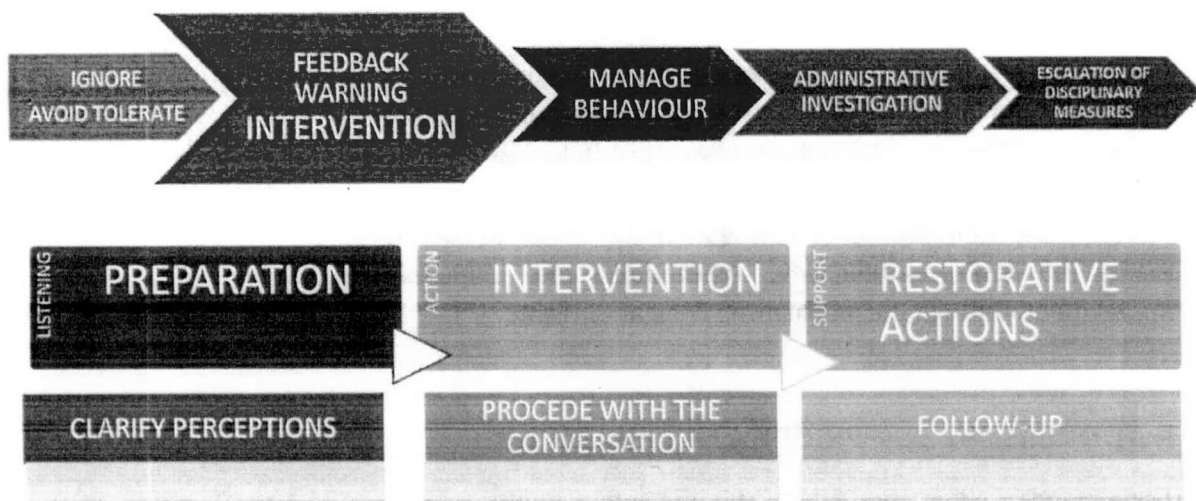 IGNORE
AVOID TOLERATE
FEEDBACK
WARNING
INTERVENTION
MANAGE
BEHAVIOUR
ADMINISTRATIVE
INVESTIGATION
ESCALATION OF
DISCIPLINARY
MEASURES
LISTENING
PREPARATION
ACTION
INTERVENTION
SUPPORT
RESTORATIVE
ACTIONS
CLARIFY PERCEPTIONS
PROCEDE WITH THE
CONVERSATION
FOLLOW-UP